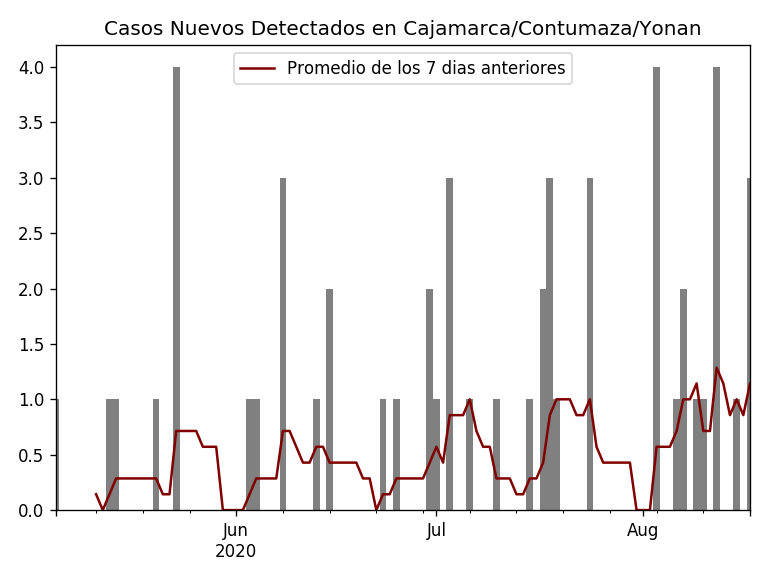 Casos Nuevos Detectados en Cajamarca/Contumaza/Yonan
Promedio de los 7 dias anteriores
4.0
3.5
3.0
2.5
2.0
1.5
1.0
0.5
0.0
Jun
2020
Jul
Aug